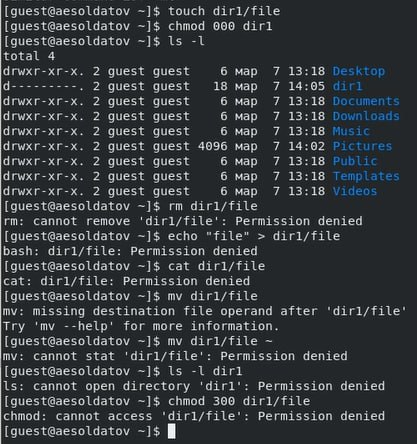 [guest@aesoldatov ~]$ touch dir1/file
[guest@aesoldatov ~]$ chmod 000 dir1
[guest@aesoldatov ~]$ ls -l
total 4
drwxr-xr-x. 2 guest guest    6 мар  7 13:18 Desktop
d---------. 2 guest guest   18 мар  7 14:05 dir1
drwxr-xr-x. 2 guest guest    6 мар  7 13:18 Documents
drwxr-xr-x. 2 guest guest    6 мар  7 13:18 Downloads
drwxr-xr-x. 2 guest guest    6 мар  7 13:18 Music
drwxr-xr-x. 2 guest guest 4096 мар  7 14:02 Pictures
drwxr-xr-x. 2 guest guest    6 мар  7 13:18 Public
drwxr-xr-x. 2 guest guest    6 мар  7 13:18 Templates
drwxr-xr-x. 2 guest guest    6 мар  7 13:18 Videos
[guest@aesoldatov ~]$ rm dir1/file
rm: cannot remove 'dir1/file': Permission denied
[guest@aesoldatov ~]$ echo "file" > dir1/file
bash: dir1/file: Permission denied
[guest@aesoldatov ~]$ cat dir1/file
cat: dir1/file: Permission denied
[guest@aesoldatov ~]$ mv dir1/file
mv: missing destination file operand after 'dir1/file'
Try 'mv --help' for more information.
[guest@aesoldatov ~]$ mv dir1/file ~
mv: cannot stat 'dir1/file': Permission denied
[guest@aesoldatov ~]$ ls -l dir1
ls: cannot open directory 'dir1': Permission denied
[guest@aesoldatov ~]$ chmod 300 dir1/file
chmod: cannot access 'dir1/file': Permission denied
[guest@aesoldatov ~]$